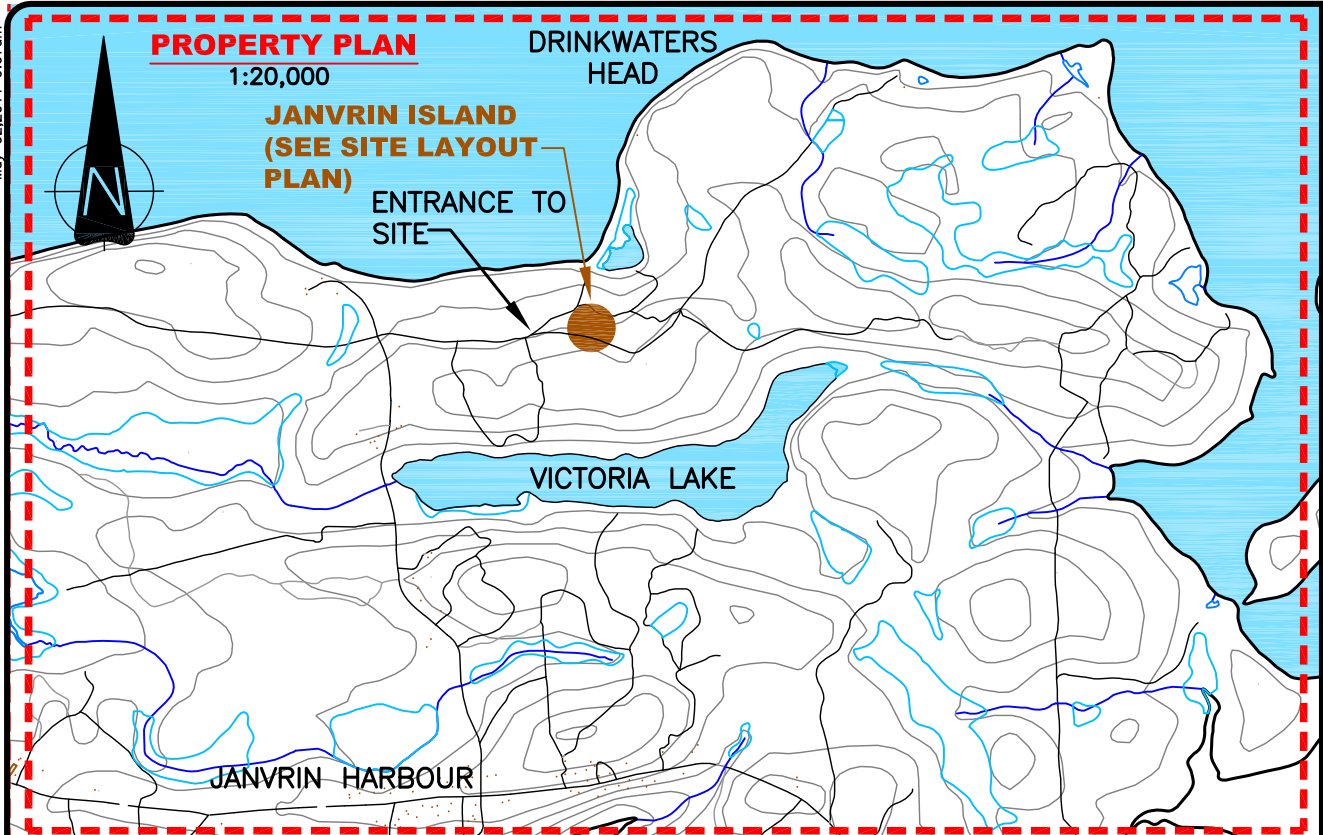 PROPERTY PLAN
1:20,000
DRINKWATERS
HEAD
JANVRIN ISLAND
(SEE SITE LAYOUT
PLAN)
ENTRANCE TO
SITE
N
VICTORIA LAKE
JANVRIN HARBOUR